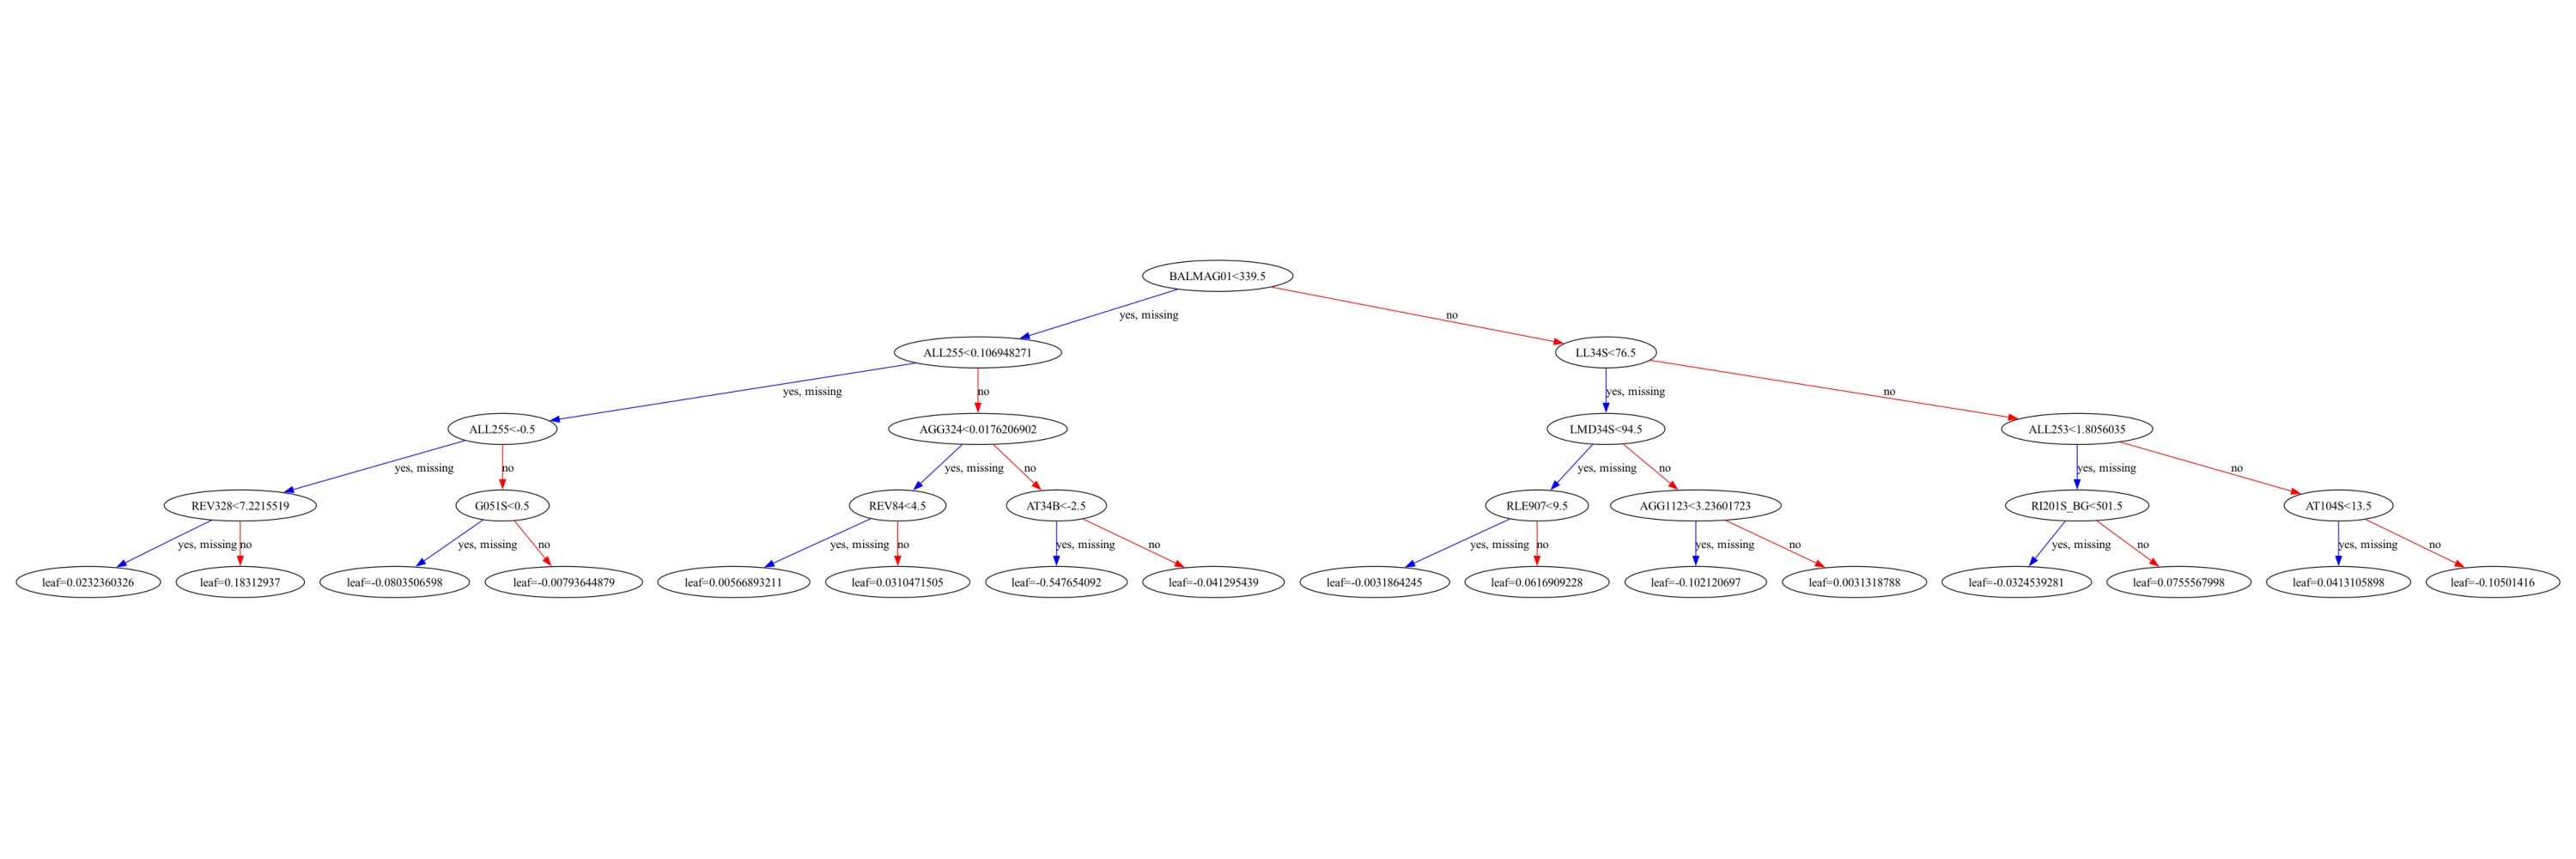 BALMAG01<339.5
yes, missing
no
ALL255<0.106948271
LL34S<76.5
yes, missing
no
yes, missing
no
ALL255<-0.5
AGG324<0.0176206902
LMD34S<94.5
ALL253<1.8056035
yes, missing
no
yes, missing
no
yes, missing
no
yes, missing
no
REV328<7.2215519
G051S<0.5
REV84<4.5
AT34B<-2.5
RLE907<9.5
AGG1123<3.23601723
RI201S_BG<501.5
AT104S<13.5
yes, missing
no
yes, missing
no
yes, missing
no
yes, missing
no
yes, missing
no
yes, missing
no
yes, missing
no
yes, missing
no
leaf=0.0232360326
leaf=0.18312937
leaf=-0.0803506598
leaf=-0.00793644879
leaf=0.00566893211
leaf=0.0310471505
leaf=-0.547654092
leaf=-0.041295439
leaf=-0.0031864245
leaf=0.0616909228
leaf=-0.102120697
leaf=0.0031318788
leaf=-0.0324539281
leaf=0.0755567998
leaf=0.0413105898
leaf=-0.10501416